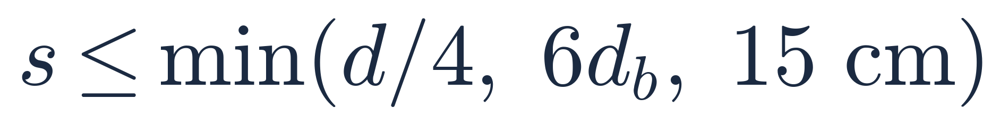 s ≤ min(d/4, 6d_b, 15 cm)